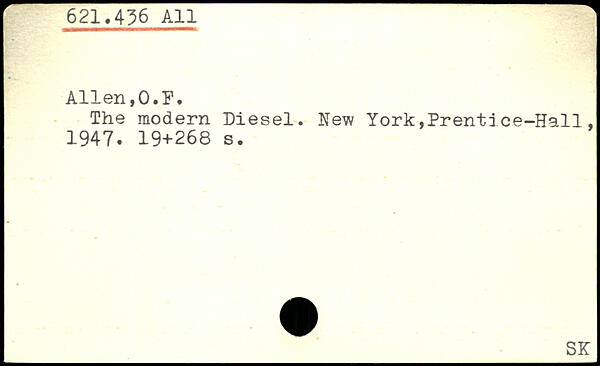 621.436 All
Allen,O.F.
The modern Diesel. New York,Prentice-Hall,
1947. 19+268 s.
SK